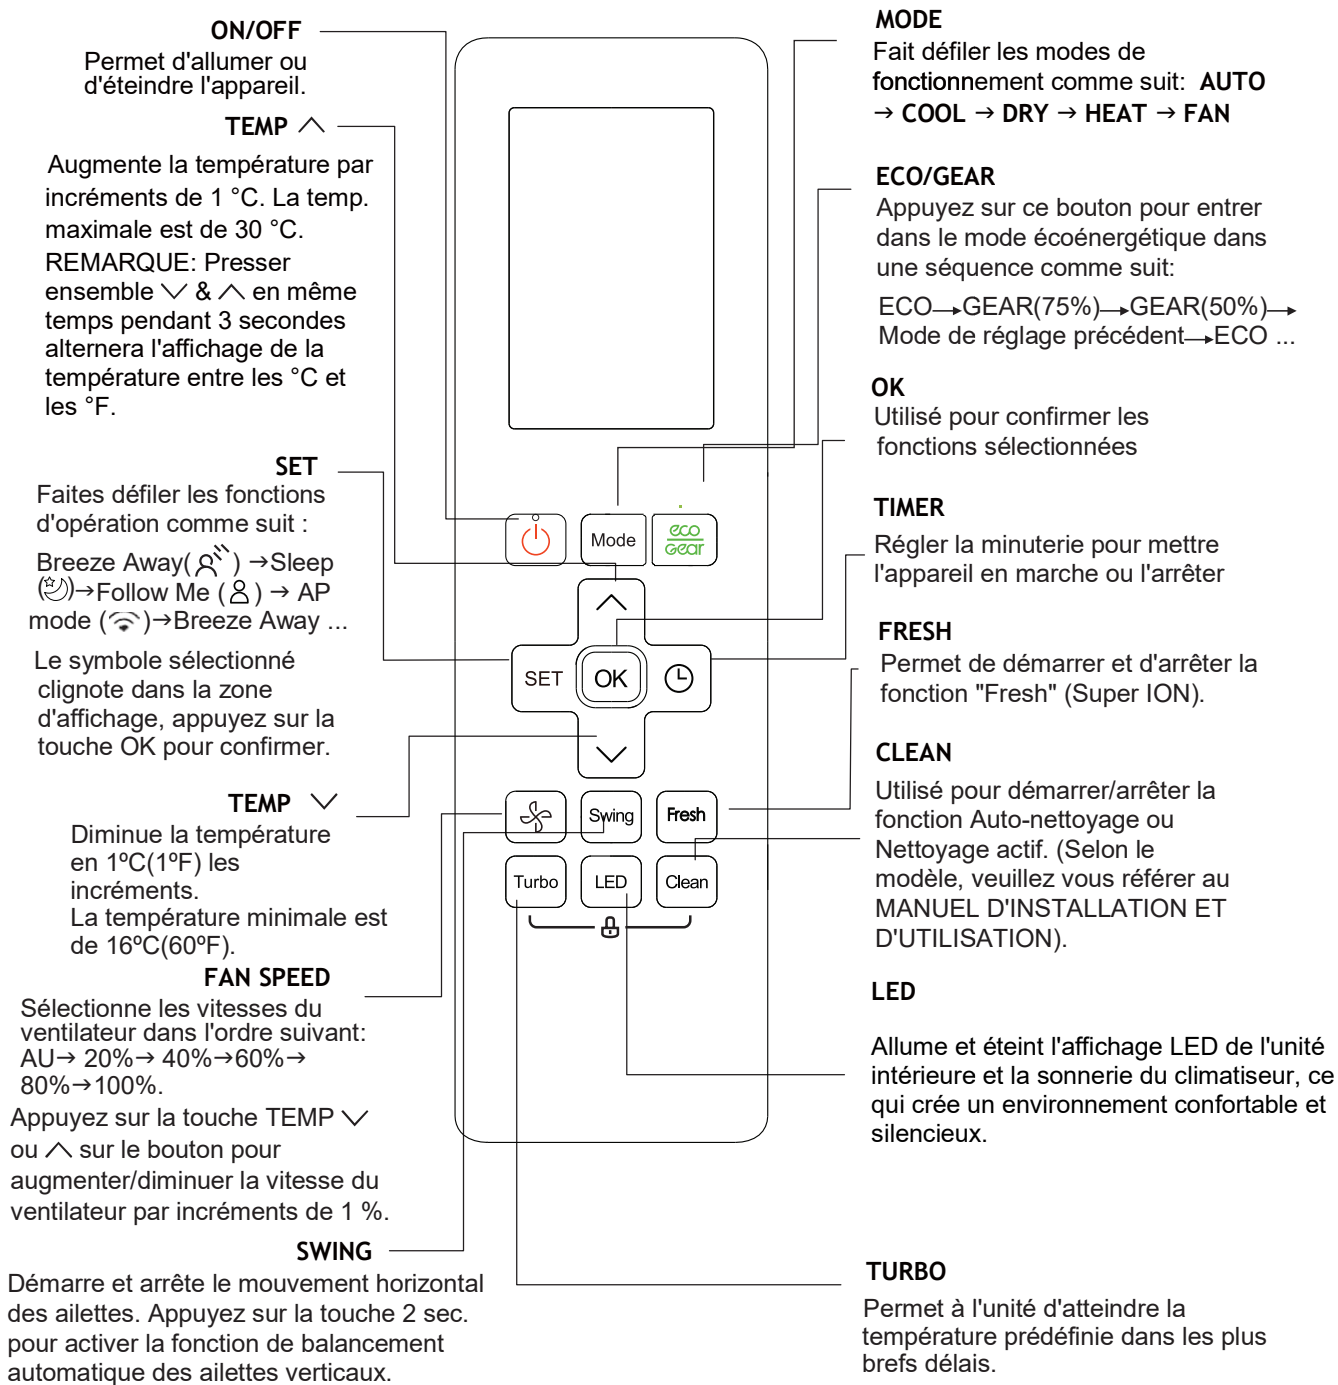 ON/OFF
Permet d'allumer ou
d'éteindre l'appareil.
TEMP ∧
Augmente la température par
incréments de 1 °C. La temp.
maximale est de 30 °C.
REMARQUE: Presser
ensemble ∨ & ∧ en même
temps pendant 3 secondes
alternera l'affichage de la
température entre les °C et
les °F.
SET
Faites défiler les fonctions
d'opération comme suit :
Breeze Away( ) →Sleep
( )→Follow Me ( ) → AP
mode ( )→Breeze Away ...
Le symbole sélectionné
clignote dans la zone
d'affichage, appuyez sur la
touche OK pour confirmer.
TEMP ∨
Diminue la température
en 1ºC(1ºF) les
incréments.
La température minimale est
de 16ºC(60ºF).
FAN SPEED
Sélectionne les vitesses du
ventilateur dans l'ordre suivant:
AU→ 20%→ 40%→60%→
80%→100%.
Appuyez sur la touche TEMP ∨
ou ∧ sur le bouton pour
augmenter/diminuer la vitesse du
ventilateur par incréments de 1 %.
SWING
Démarre et arrête le mouvement horizontal
des ailettes. Appuyez sur la touche 2 sec.
pour activer la fonction de balancement
automatique des ailettes verticaux.
Mode
eco
Gear
SET
OK
Swing
Fresh
Turbo
LED
Clean
MODE
Fait défiler les modes de
fonctionnement comme suit: AUTO
→ COOL → DRY → HEAT → FAN
ECO/GEAR
Appuyez sur ce bouton pour entrer
dans le mode écoénergétique dans
une séquence comme suit:
ECO→GEAR(75%)→GEAR(50%)→
Mode de réglage précédent→ECO ...
OK
Utilisé pour confirmer les
fonctions sélectionnées
TIMER
Régler la minuterie pour mettre
l'appareil en marche ou l'arrêter
FRESH
Permet de démarrer et d'arrêter la
fonction "Fresh" (Super ION).
CLEAN
Utilisé pour démarrer/arrêter la
fonction Auto-nettoyage ou
Nettoyage actif. (Selon le
modèle, veuillez vous référer au
MANUEL D'INSTALLATION ET
D'UTILISATION).
LED
Allume et éteint l'affichage LED de l'unité
intérieure et la sonnerie du climatiseur, ce
qui crée un environnement confortable et
silencieux.
TURBO
Permet à l'unité d'atteindre la
température prédéfinie dans les plus
brefs délais.